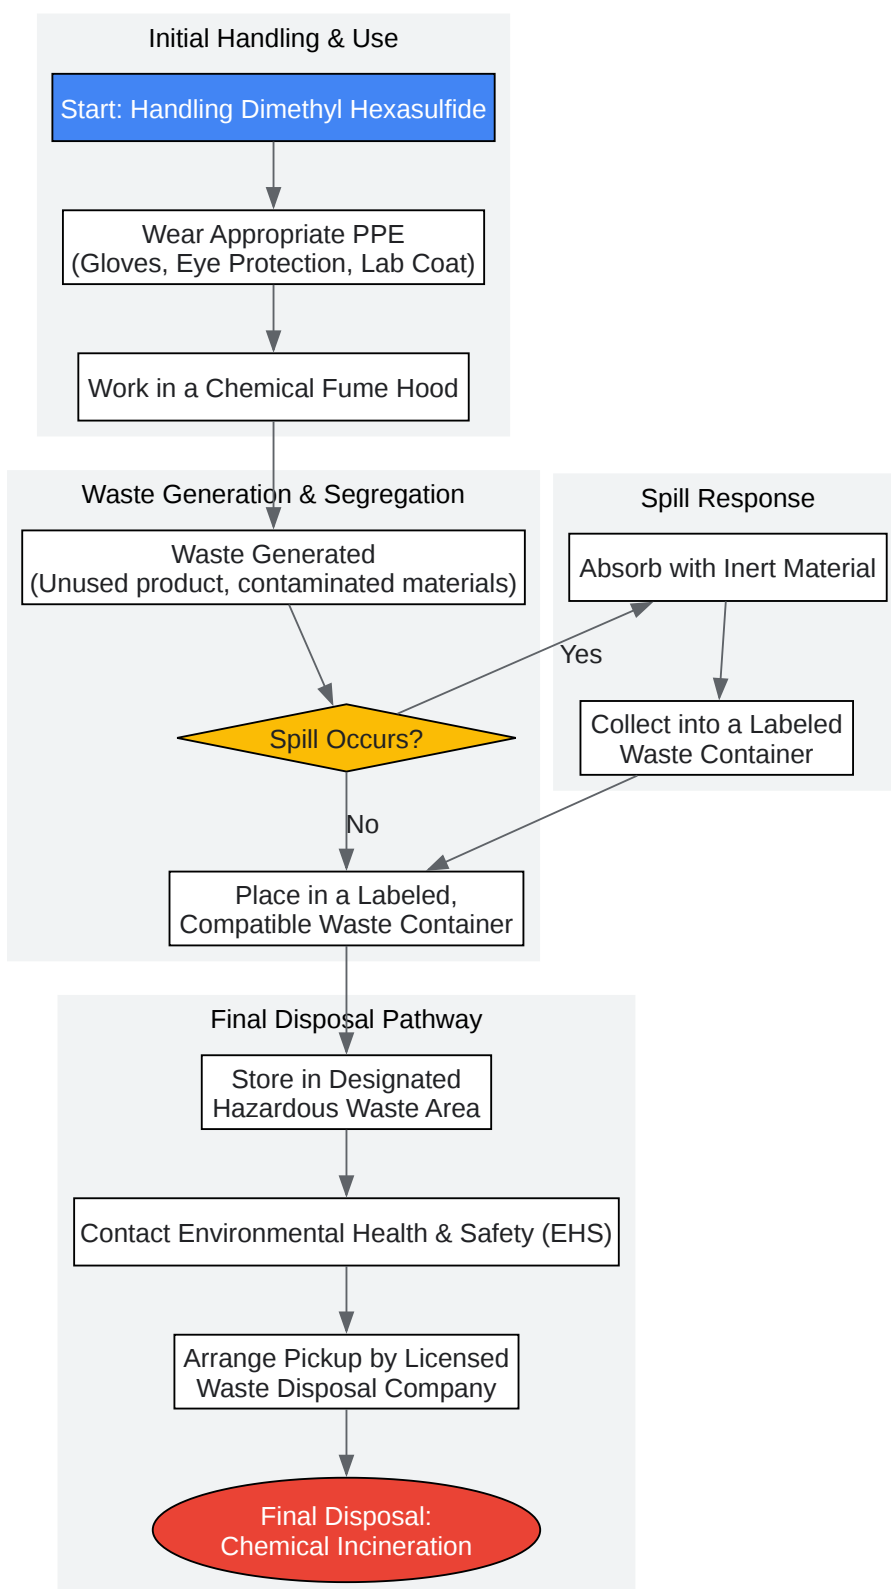 Initial Handling & Use
Start: Handling Dimethyl Hexasulfide
Wear Appropriate PPE
(Gloves, Eye Protection, Lab Coat)
Work in a Chemical Fume Hood
Waste Generation & Segregation
Waste Generated
(Unused product, contaminated materials)
Spill Occurs?
Yes
No
Spill Response
Absorb with Inert Material
Collect into a Labeled
Waste Container
Place in a Labeled,
Compatible Waste Container
Final Disposal Pathway
Store in Designated
Hazardous Waste Area
Contact Environmental Health & Safety (EHS)
Arrange Pickup by Licensed
Waste Disposal Company
Final Disposal:
Chemical Incineration